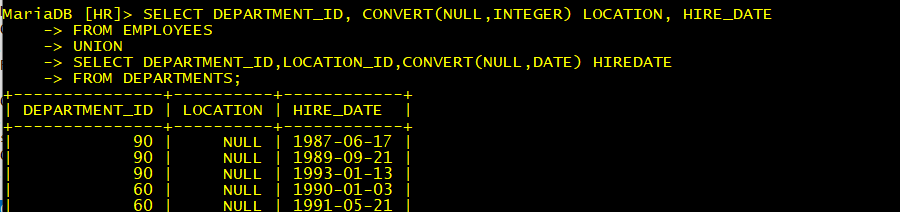 MariaDB [HR]> SELECT DEPARTMENT_ID, CONVERT(NULL,INTEGER) LOCATION, HIRE_DATE
    -> FROM EMPLOYEES
    -> UNION
    -> SELECT DEPARTMENT_ID,LOCATION_ID,CONVERT(NULL,DATE) HIREDATE
    -> FROM DEPARTMENTS;
+---------------+----------+------------+
| DEPARTMENT_ID | LOCATION | HIRE_DATE  |
+---------------+----------+------------+
|            90 |     NULL | 1987-06-17 |
|            90 |     NULL | 1989-09-21 |
|            90 |     NULL | 1993-01-13 |
|            60 |     NULL | 1990-01-03 |
|            60 |     NULL | 1991-05-21 |